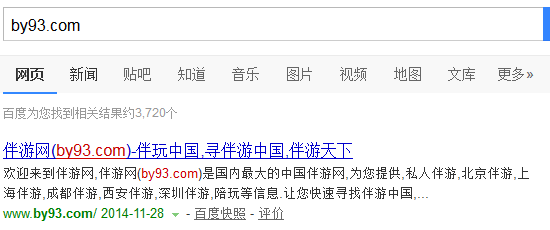 by93.com
网页 新闻 贴吧 知道 音乐 图片 视频 地图 文库 更多»
百度为您找到相关结果约3,720个
伴游网(by93.com)-伴玩中国,寻伴游中国,伴游天下
欢迎来到伴游网,伴游网(by93.com)是国内最大的中国伴游网,为您提供,私人伴游,北京伴游,上
海伴游,成都伴游,西安伴游,深圳伴游,陪玩等信息.让您快速寻找伴游中国,...
www.by93.com/ 2014-11-28 - 百度快照 - 评价